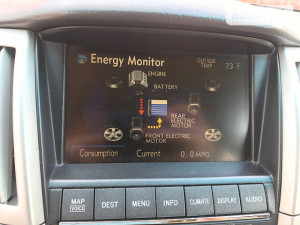 Energy Monitor
OUTSIDE
TEMP
73 °F
ENGINE
BATTERY
REAR
ELECTRIC
MOTOR
FRONT ELECTRIC
MOTOR
Consumption
Current
0.0 MPG
MAP
VOICE
DEST
MENU
INFO
CLIMATE
DISPLAY
AUDIO